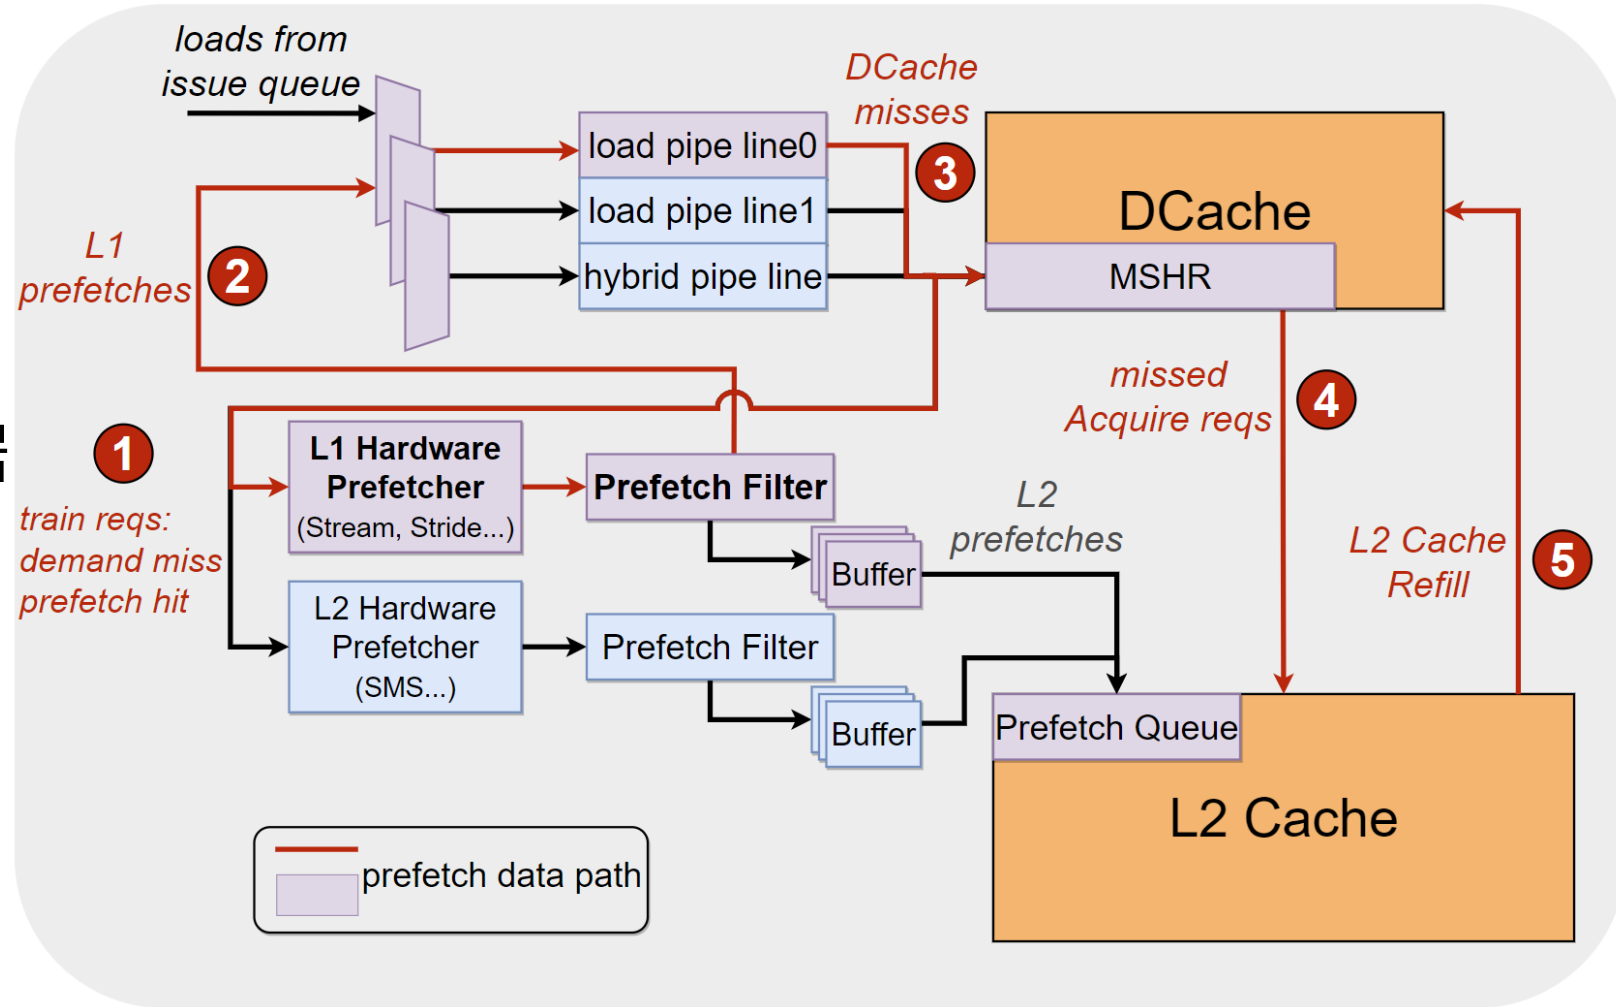 loads from
issue queue
DCache
misses
load pipe line0
3
load pipe line1
DCache
L1
prefetches
2
hybrid pipe line
MSHR
missed
Acquire reqs
4
1
L1 Hardware
Prefetcher
(Stream, Stride...)
Prefetch Filter
L2
prefetches
train reqs:
demand miss
prefetch hit
Buffer
L2 Cache
Refill
5
L2 Hardware
Prefetcher
(SMS...)
Prefetch Filter
Buffer
Prefetch Queue
L2 Cache
prefetch data path